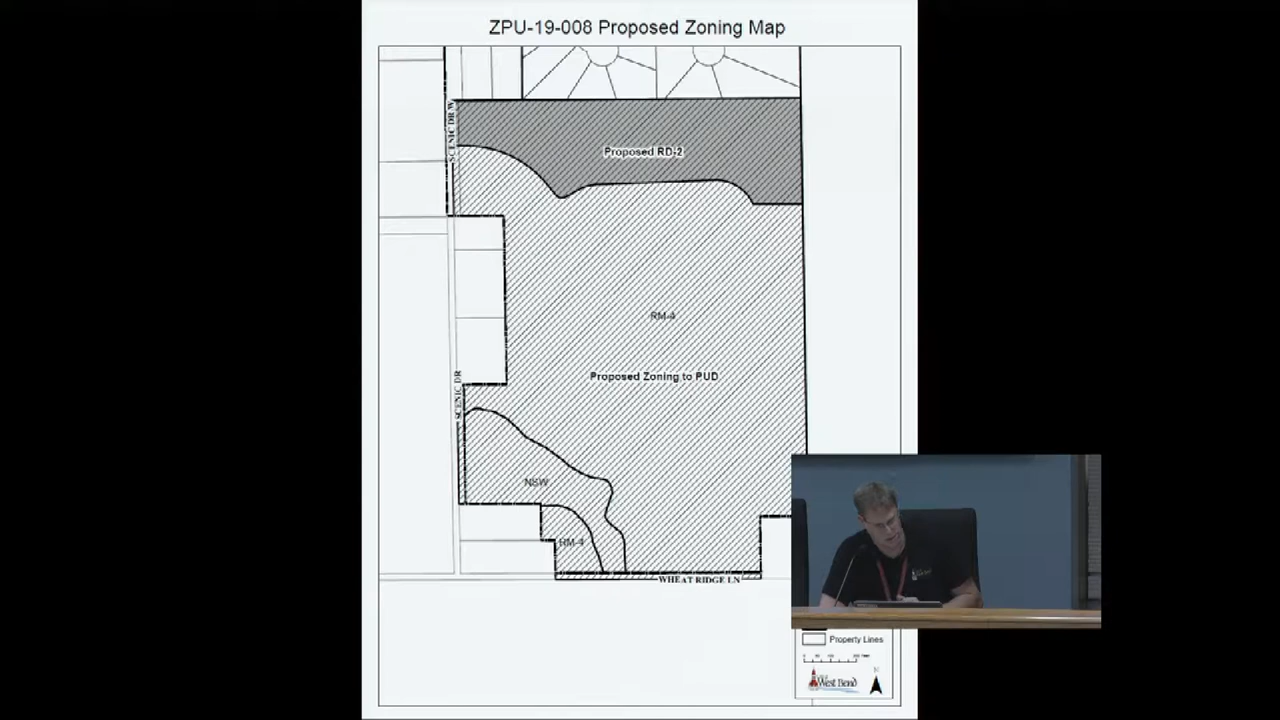 ZPU-19-008 Proposed Zoning Map
SCENIC DR W
Proposed RD-2
RM-4
Proposed Zoning to PUD
SCENIC DR
NSW
RM-4
WHEAT RIDGE LN
Property Lines
N
West Bend